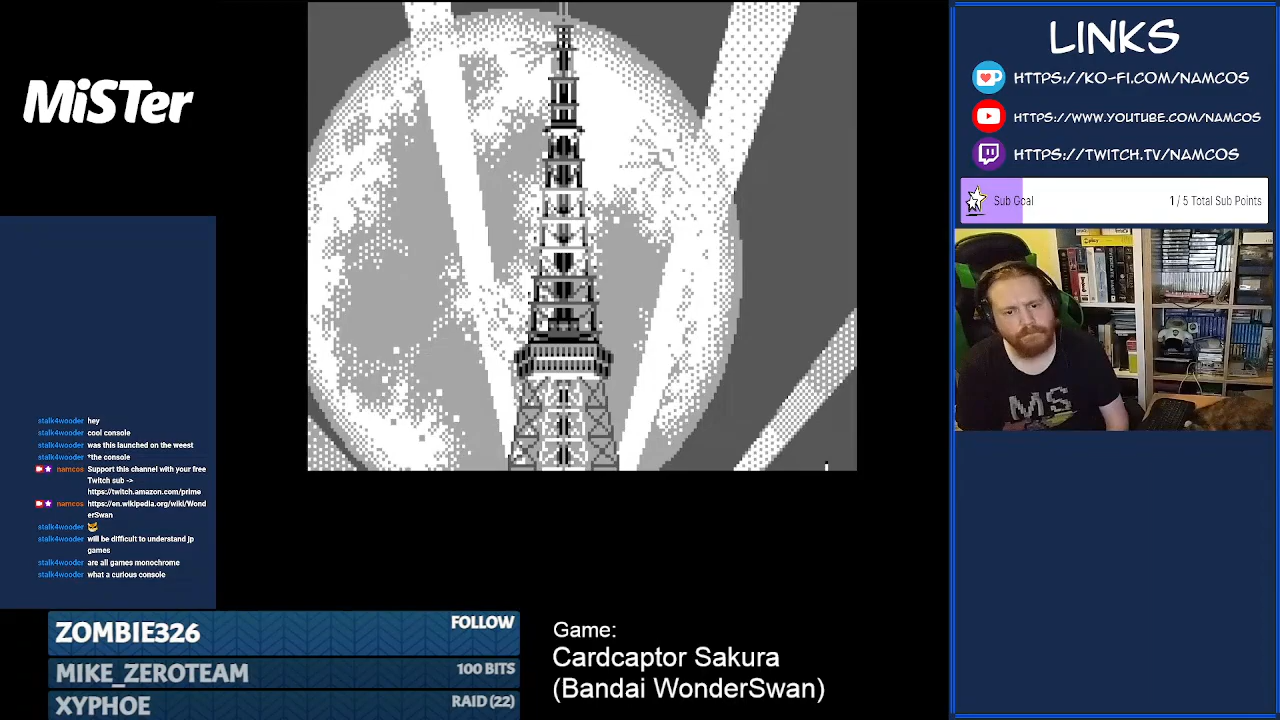 MiSTer
LINKS
HTTPS://KO-FI.COM/NAMCOS
HTTPS://WWW.YOUTUBE.COM/NAMCOS
HTTPS://TWITCH.TV/NAMCOS
Sub Goal
1 / 5 Total Sub Points
MS
stalk4wooder hey
stalk4wooder cool console
stalk4wooder was this launched on the weest
stalk4wooder *the console
namcos Support this channel with your free
Twitch sub ->
https://twitch.amazon.com/prime
namcos https://en.wikipedia.org/wiki/Wond
erSwan
stalk4wooder
stalk4wooder will be difficult to understand jp
games
stalk4wooder are all games monochrome
stalk4wooder what a curious console
ZOMBIE326 FOLLOW
MIKE_ZEROTEAM 100 BITS
XYPHOE RAID (22)
Game:
Cardcaptor Sakura
(Bandai WonderSwan)